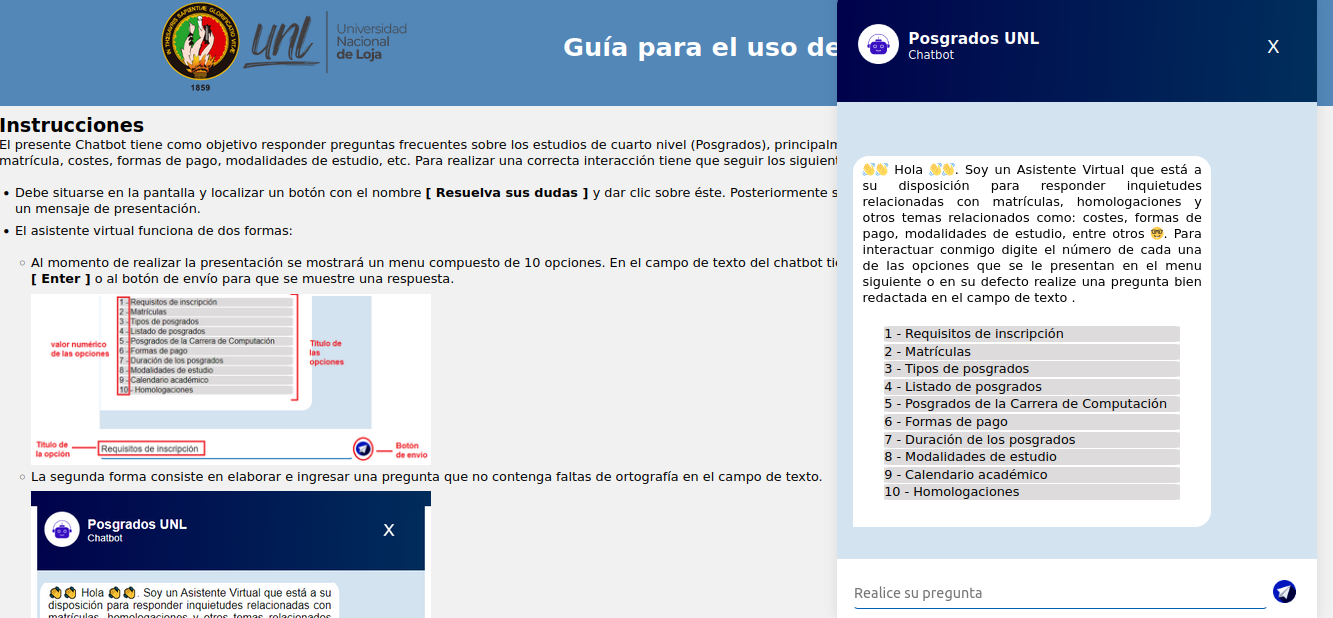 Universidad
Nacional
de Loja
unl
1859
Guía para el uso de
Instrucciones
El presente Chatbot tiene como objetivo responder preguntas frecuentes sobre los estudios de cuarto nivel (Posgrados), principalm
matrícula, costes, formas de pago, modalidades de estudio, etc. Para realizar una correcta interacción tiene que seguir los siguient
• Debe situarse en la pantalla y localizar un botón con el nombre [ Resuelva sus dudas ] y dar clic sobre éste. Posteriormente s
un mensaje de presentación.
• El asistente virtual funciona de dos formas:
○ Al momento de realizar la presentación se mostrará un menu compuesto de 10 opciones. En el campo de texto del chatbot tie
[ Enter ] o al botón de envío para que se muestre una respuesta.
1 - Requisitos de inscripción
2 - Matrículas
3 - Tipos de posgrados
4 - Listado de posgrados
5 - Posgrados de la Carrera de Computación
6 - Formas de pago
7 - Duración de los posgrados
8 - Modalidades de estudio
9 - Calendario académico
10 - Homologaciones
valor numérico
de las opciones
Título de
las
opciones
Título de
la opción
Requisitos de inscripción
Botón
de envío
○ La segunda forma consiste en elaborar e ingresar una pregunta que no contenga faltas de ortografía en el campo de texto.
Posgrados UNL
Chatbot
X
👏👏 Hola 👏👏. Soy un Asistente Virtual que está a su
disposición para responder inquietudes relacionadas con
matrículas, homologaciones y otros temas relacionados
Posgrados UNL
Chatbot
X
👋👋 Hola 👋👋. Soy un Asistente Virtual que está a
su disposición para responder inquietudes
relacionadas con matrículas, homologaciones y
otros temas relacionados como: costes, formas de
pago, modalidades de estudio, entre otros 🤓. Para
interactuar conmigo digite el número de cada una
de las opciones que se le presentan en el menu
siguiente o en su defecto realize una pregunta bien
redactada en el campo de texto .
1 - Requisitos de inscripción
2 - Matrículas
3 - Tipos de posgrados
4 - Listado de posgrados
5 - Posgrados de la Carrera de Computación
6 - Formas de pago
7 - Duración de los posgrados
8 - Modalidades de estudio
9 - Calendario académico
10 - Homologaciones
Realice su pregunta